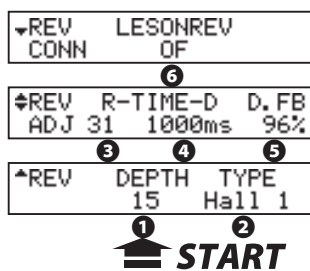 REV LESONREV
CONN OF
❻
REV R-TIME-D D.FB
ADJ 31 1000ms 96%
❸ ❹ ❺
REV DEPTH TYPE
15 Hall 1
❶ ❷
START